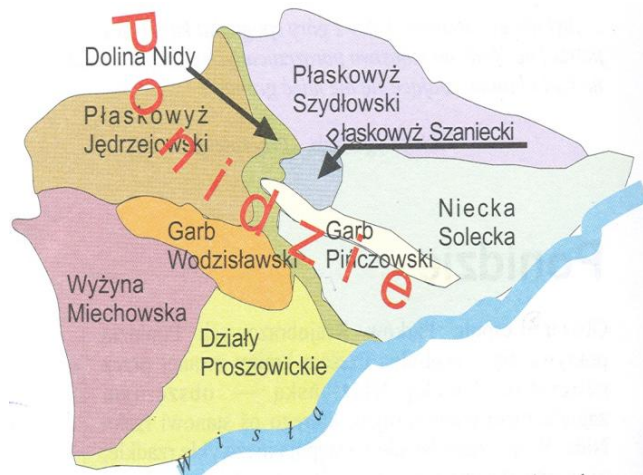 Ponidzie
Dolina Nidy
Płaskowyż
Szydłowski
Płaskowyż
Jędrzejowski
Płaskowyż Szaniecki
Niecka
Solecka
Garb
Wodzisławski
Garb
Pińczowski
Wyżyna
Miechowska
Działy
Proszowickie
Wisła